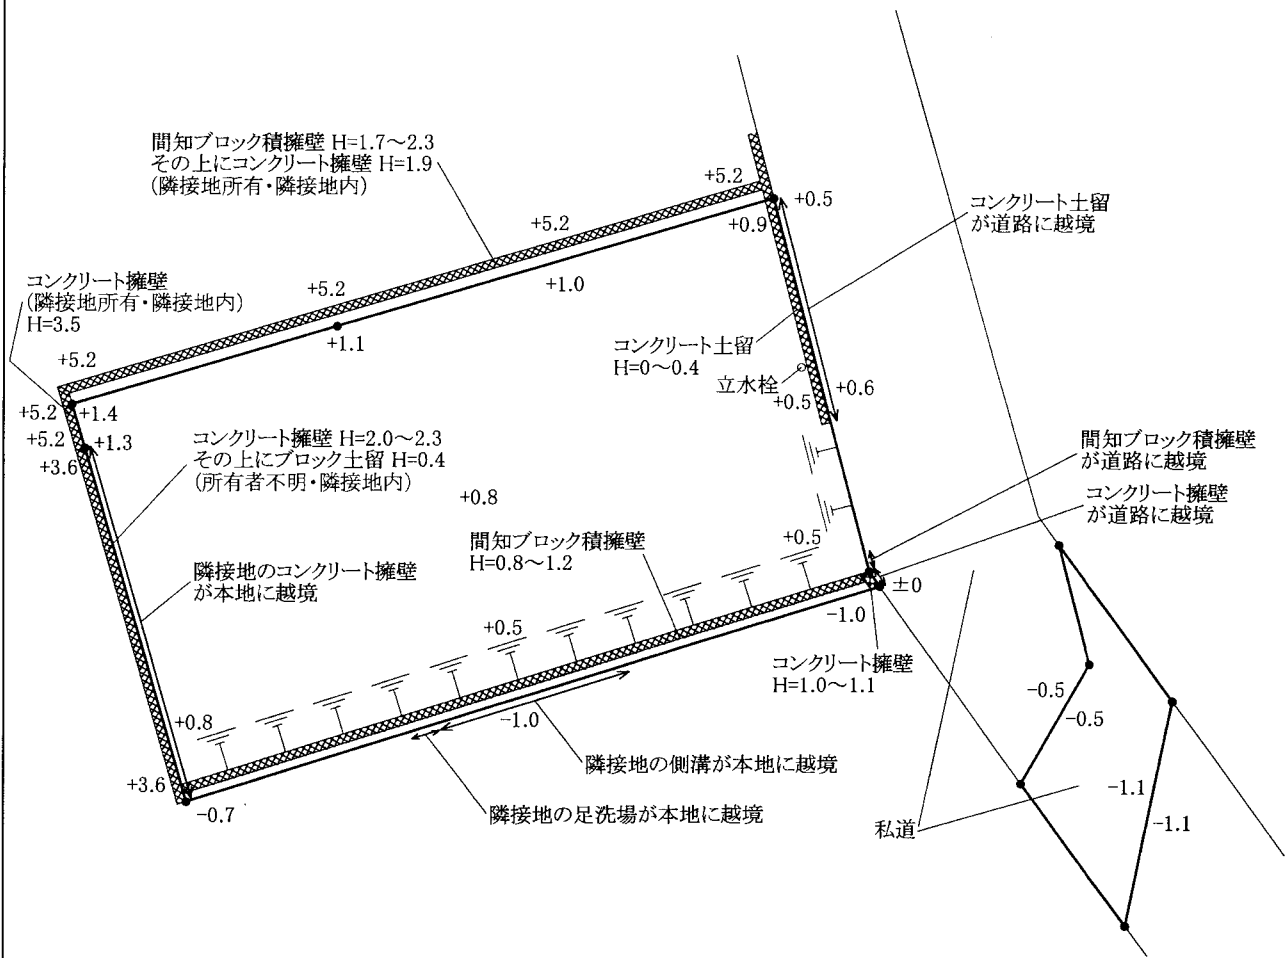 間知ブロック積擁壁 H=1.7～2.3
その上にコンクリート擁壁 H=1.9
(隣接地所有・隣接地内)
+5.2
+0.5
+0.9
コンクリート土留
が道路に越境
+5.2
+1.0
コンクリート擁壁
(隣接地所有・隣接地内)
H=3.5
+5.2
+1.1
+5.2
コンクリート土留
H=0～0.4
立水栓
+0.5
+0.6
+5.2
+1.4
+5.2
+1.3
+3.6
コンクリート擁壁 H=2.0～2.3
その上にブロック土留 H=0.4
(所有者不明・隣接地内)
間知ブロック積擁壁
が道路に越境
コンクリート擁壁
が道路に越境
+0.8
間知ブロック積擁壁
H=0.8～1.2
+0.5
隣接地のコンクリート擁壁
が本地に越境
±0
-1.0
+0.5
コンクリート擁壁
H=1.0～1.1
-0.5
-0.5
+0.8
-1.0
隣接地の側溝が本地に越境
+3.6
-0.7
隣接地の足洗場が本地に越境
私道
-1.1
-1.1